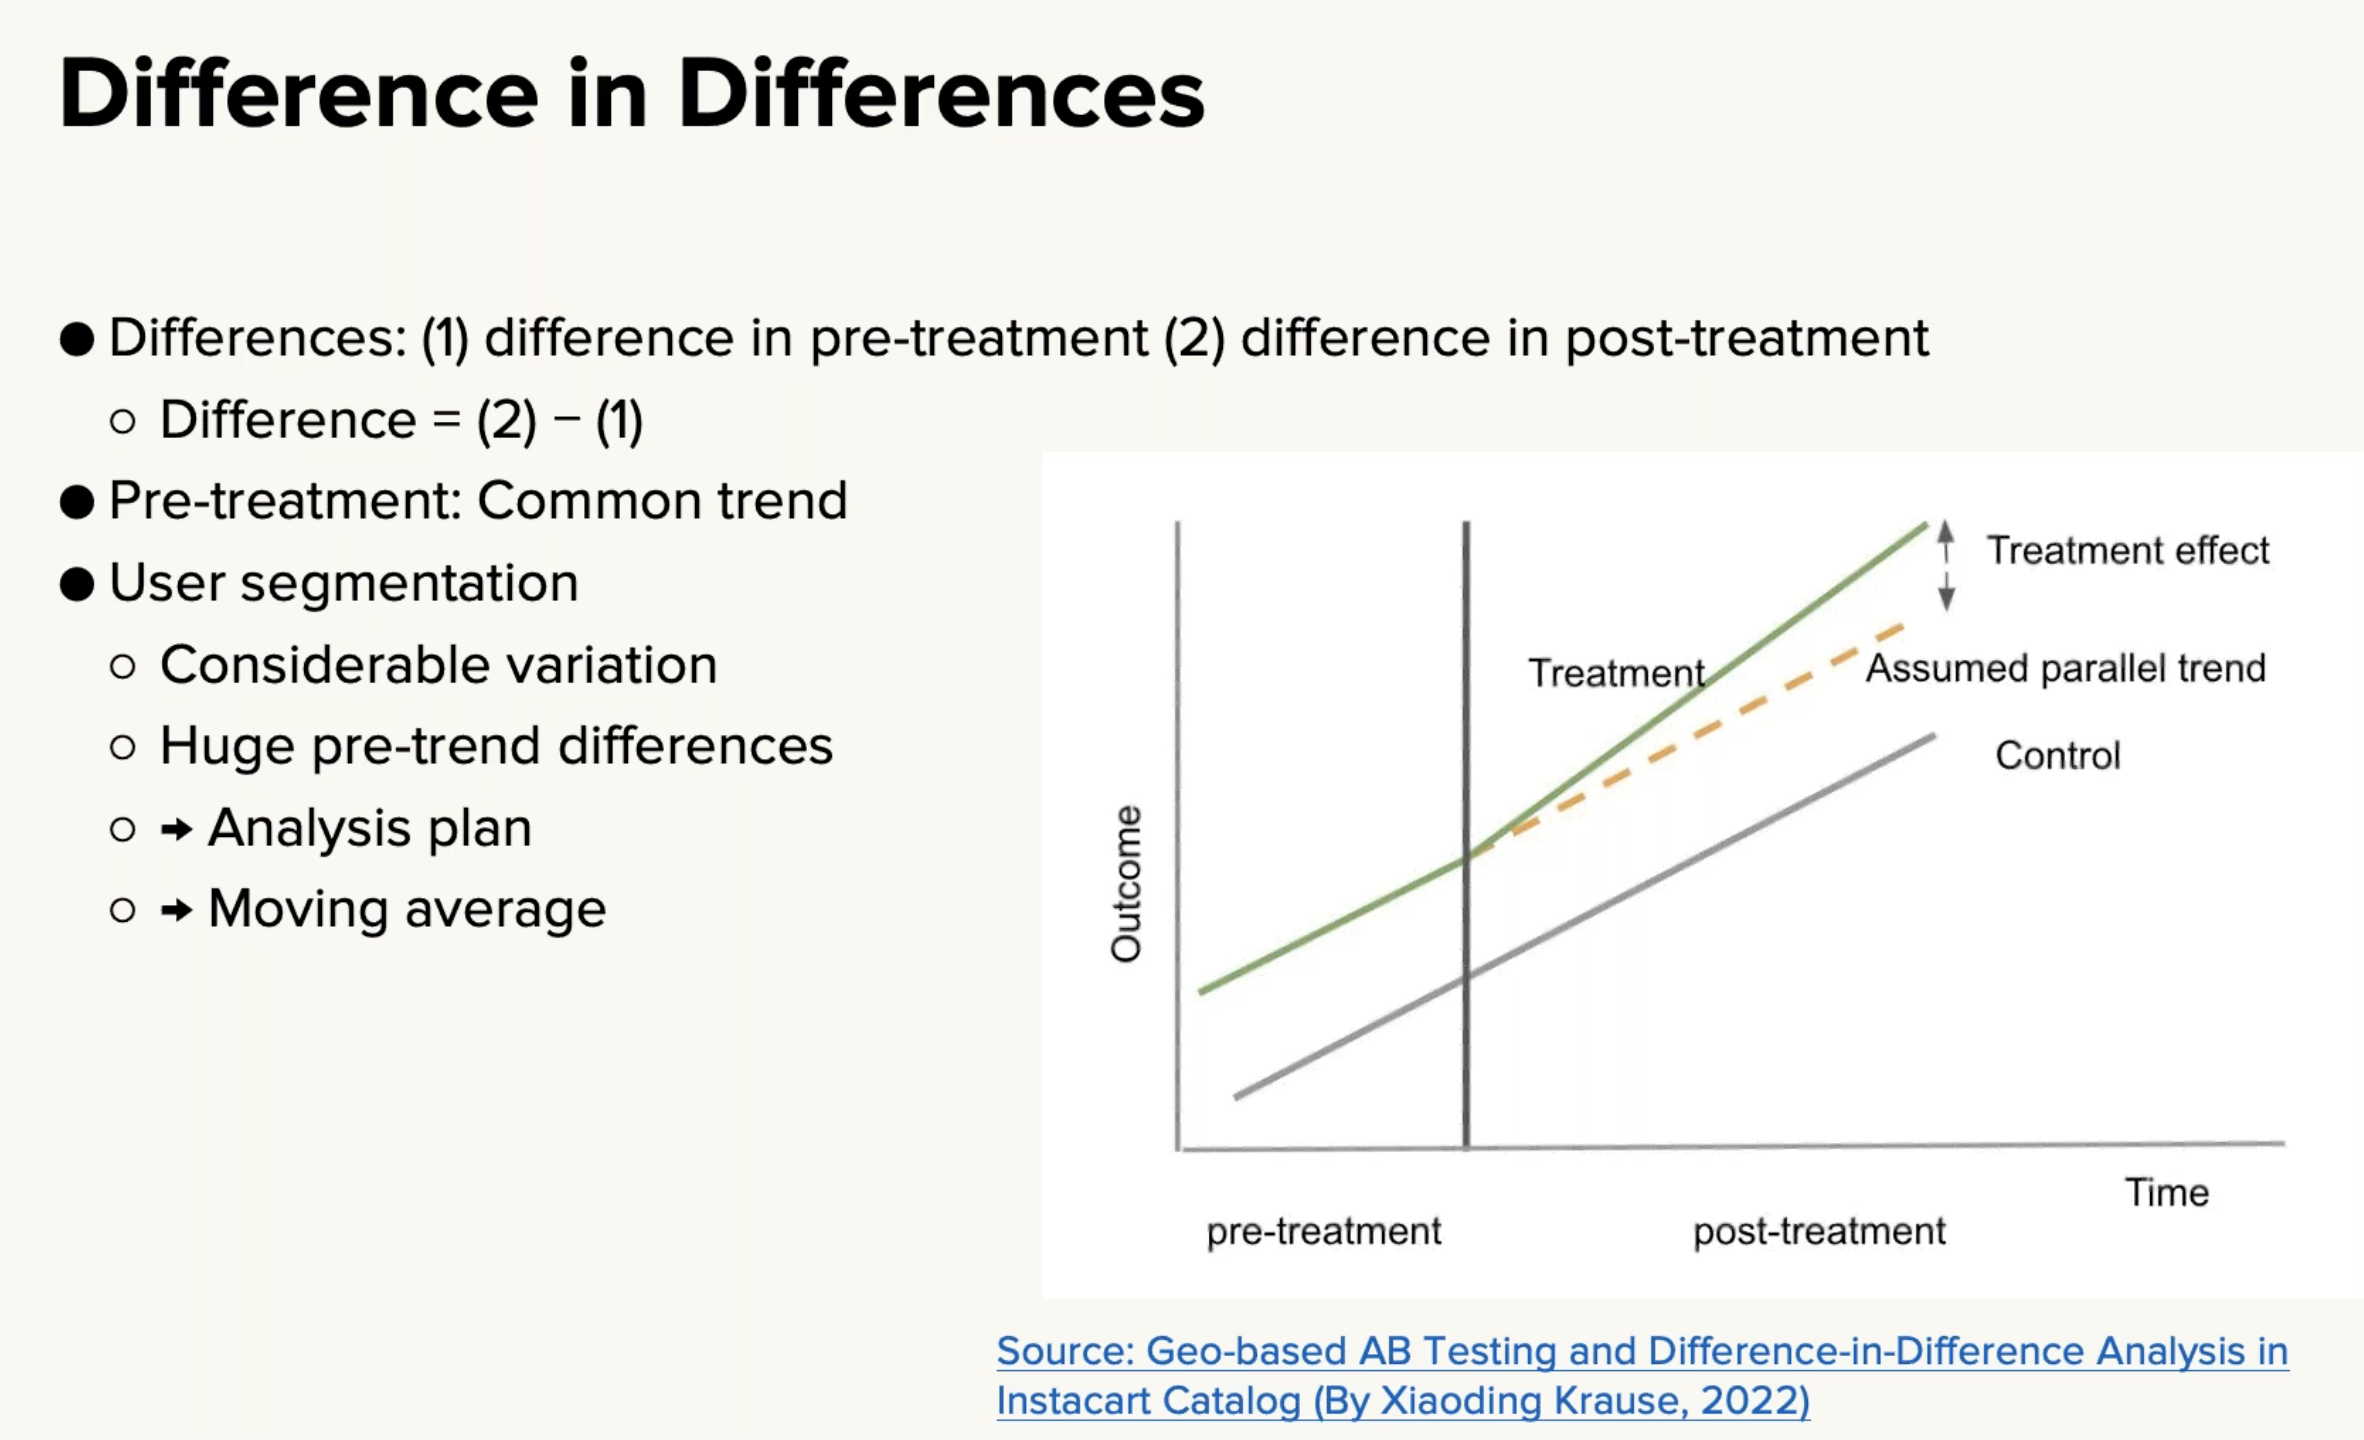 Difference in Differences
● Differences: (1) difference in pre-treatment (2) difference in post-treatment
○ Difference = (2) − (1)
● Pre-treatment: Common trend
● User segmentation
○ Considerable variation
○ Huge pre-trend differences
○ → Analysis plan
○ → Moving average
Treatment effect
Treatment
Assumed parallel trend
Control
Outcome
Time
pre-treatment
post-treatment
Source: Geo-based AB Testing and Difference-in-Difference Analysis in
Instacart Catalog (By Xiaoding Krause, 2022)